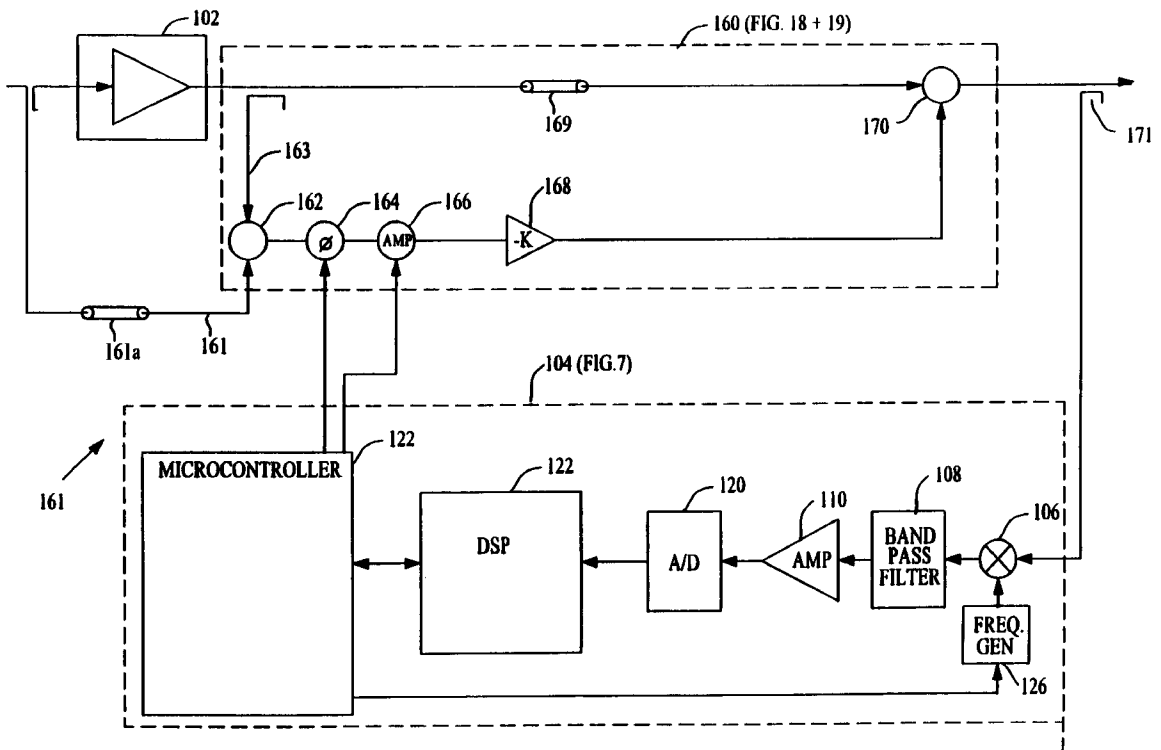 102
160 (FIG. 18 + 19)
169
170
171
163
162
164
166
168
Ø
AMP
-K
161a
161
104 (FIG.7)
161
MICROCONTROLLER
122
122
DSP
120
A/D
110
AMP
108
BAND
PASS
FILTER
106
FREQ.
GEN
126